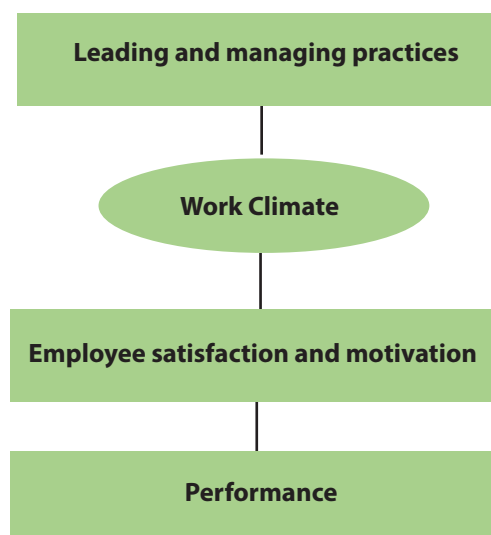 Leading and managing practices
Work Climate
Employee satisfaction and motivation
Performance